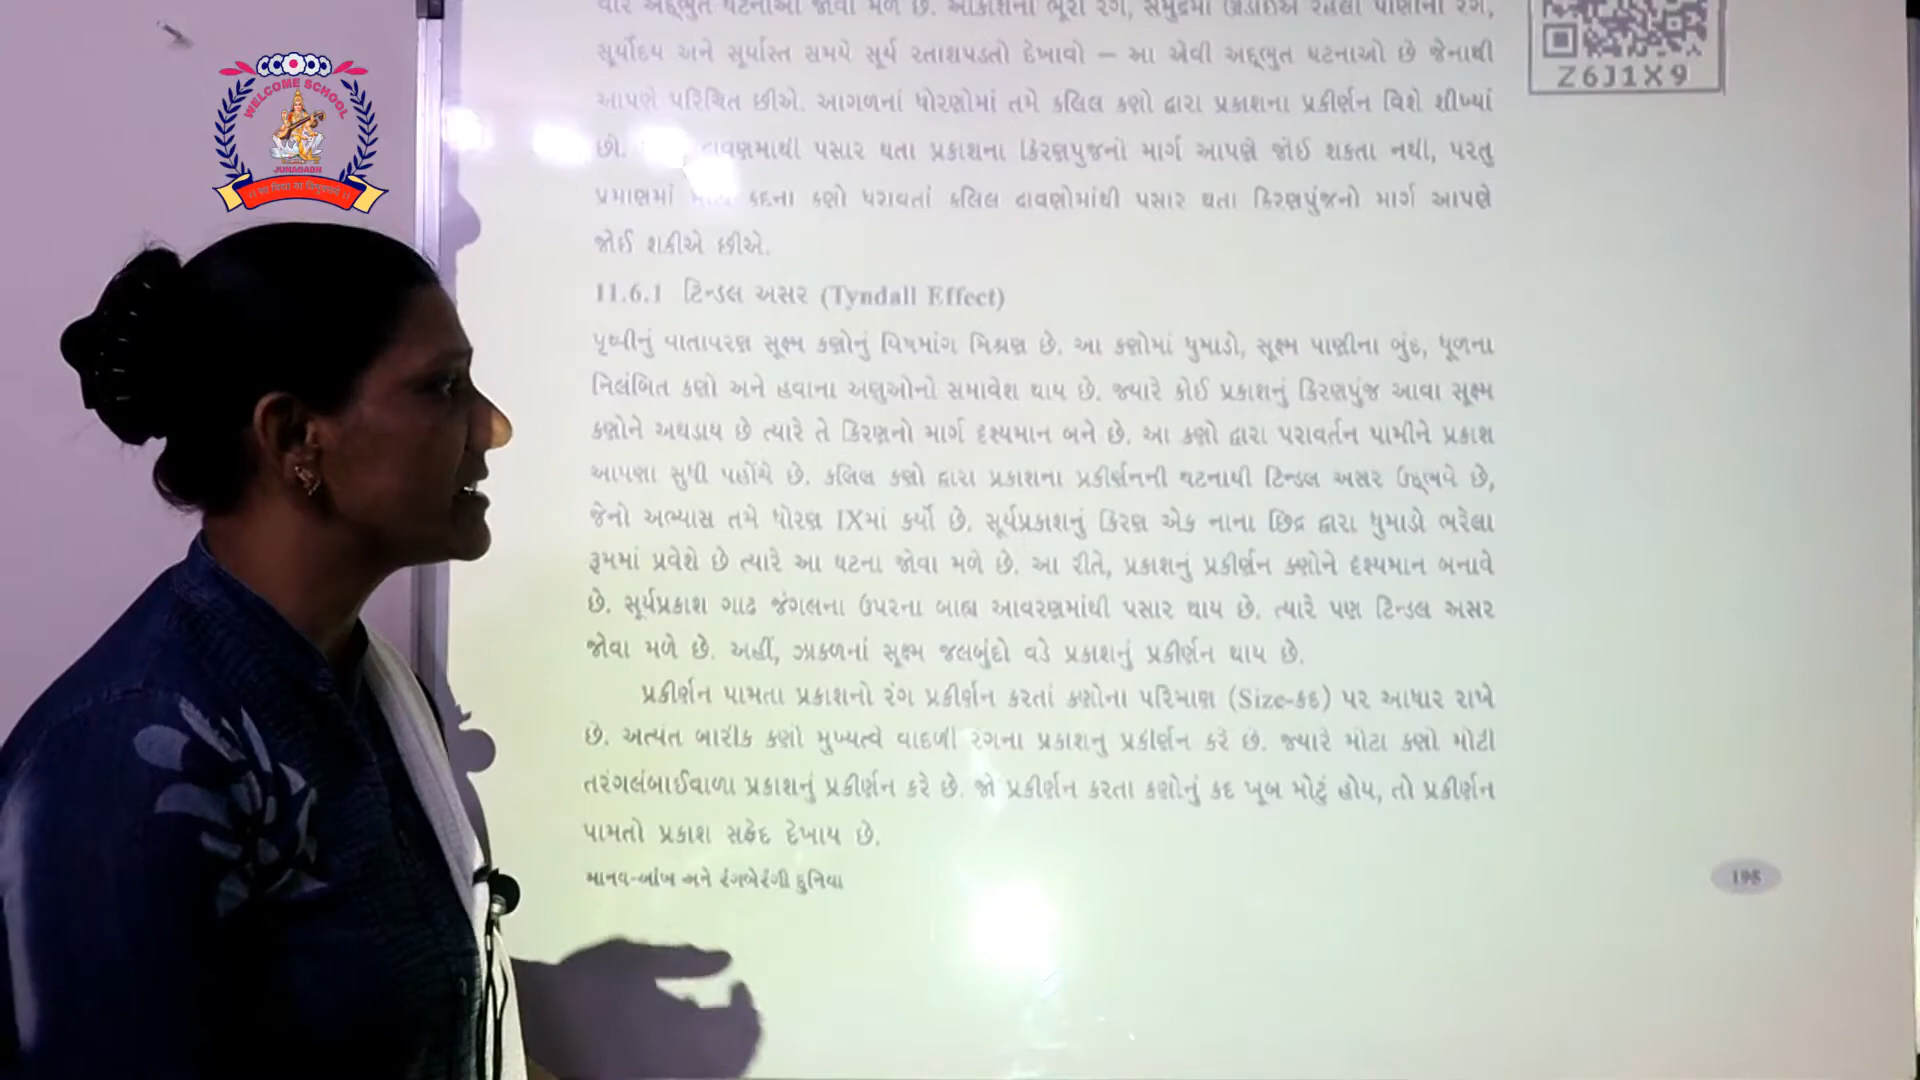 WELCOME SCHOOL
JUNAGADH
સૂર્યોદય અને સૂર્યાસ્ત સમયે સૂર્ય રતાશપડતો દેખાવો – આ એવી અદ્ભુત ઘટનાઓ છે જેનાથી
Z6J1X9
આપણે પરિચિત છીએ. આગળનાં ધોરણોમાં તમે કલિલ કણો દ્વારા પ્રકાશના પ્રકીર્ણન વિશે શીખ્યાં
છો. દ્રાવણમાંથી પસાર થતા પ્રકાશના કિરણપુંજનો માર્ગ આપણે જોઈ શકતા નથી, પરંતુ
પ્રમાણમાં કદના કણો ધરાવતાં કલિલ દ્રાવણોમાંથી પસાર થતા કિરણપુંજનો માર્ગ આપણે
જોઈ શકીએ છીએ.
11.6.1 ટિન્ડલ અસર (Tyndall Effect)
પૃથ્વીનું વાતાવરણ સૂક્ષ્મ કણોનું વિષમાંગ મિશ્રણ છે. આ કણોમાં ધુમાડો, સૂક્ષ્મ પાણીના બુંદ, ધૂળના
નિલંબિત કણો અને હવાના અણુઓનો સમાવેશ થાય છે. જ્યારે કોઈ પ્રકાશનું કિરણપુંજ આવા સૂક્ષ્મ
કણોને અથડાય છે ત્યારે તે કિરણનો માર્ગ દૃશ્યમાન બને છે. આ કણો દ્વારા પરાવર્તન પામીને પ્રકાશ
આપણા સુધી પહોંચે છે. કલિલ કણો દ્વારા પ્રકાશના પ્રકીર્ણનની ઘટનાથી ટિન્ડલ અસર ઉદ્ભવે છે,
જેનો અભ્યાસ તમે ધોરણ IXમાં કર્યો છે. સૂર્યપ્રકાશનું કિરણ એક નાના છિદ્ર દ્વારા ધુમાડો ભરેલા
રૂમમાં પ્રવેશે છે ત્યારે આ ઘટના જોવા મળે છે. આ રીતે, પ્રકાશનું પ્રકીર્ણન કણોને દૃશ્યમાન બનાવે
છે. સૂર્યપ્રકાશ ગાઢ જંગલના ઉપરના બાહ્ય આવરણમાંથી પસાર થાય છે. ત્યારે પણ ટિન્ડલ અસર
જોવા મળે છે. અહીં, ઝાકળનાં સૂક્ષ્મ જલબુંદો વડે પ્રકાશનું પ્રકીર્ણન થાય છે.
પ્રકીર્ણન પામતા પ્રકાશનો રંગ પ્રકીર્ણન કરતાં કણોના પરિમાણ (Size-કદ) પર આધાર રાખે
છે. અત્યંત બારીક કણો મુખ્યત્વે વાદળી રંગના પ્રકાશનું પ્રકીર્ણન કરે છે. જ્યારે મોટા કણો મોટી
તરંગલંબાઈવાળા પ્રકાશનું પ્રકીર્ણન કરે છે. જો પ્રકીર્ણન કરતા કણોનું કદ ખૂબ મોટું હોય, તો પ્રકીર્ણન
પામતો પ્રકાશ સફેદ દેખાય છે.
માનવ-આંખ અને રંગબેરંગી દુનિયા
195